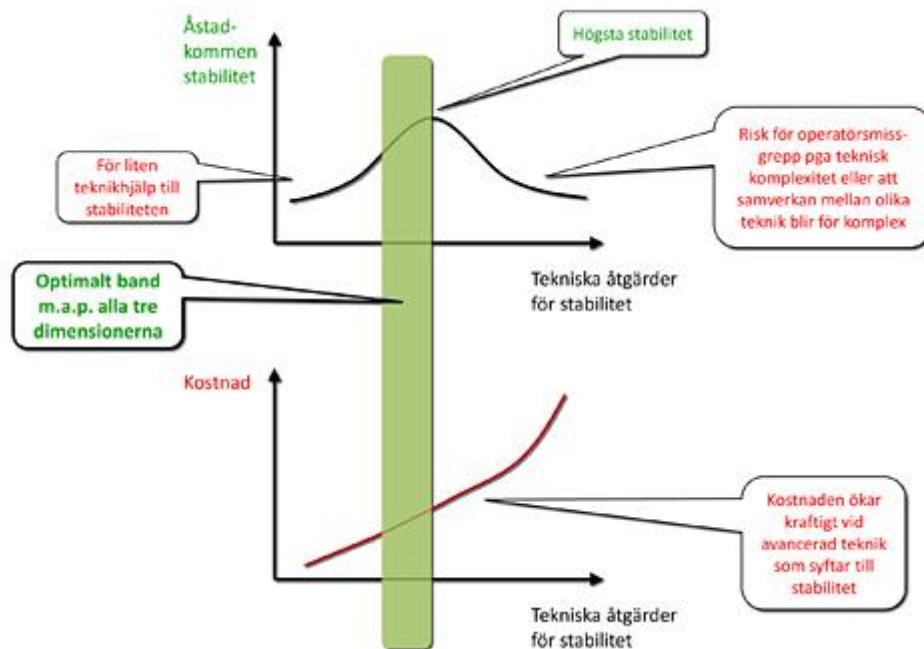 Åstad-
kommen
stabilitet
Högsta stabilitet
För liten
teknikhjälp till
stabiliteten
Risk för operatörsmiss-
grepp pga teknisk
komplexitet eller att
samverkan mellan olika
teknik blir för komplex
Tekniska åtgärder
för stabilitet
Optimalt band
m.a.p. alla tre
dimensionerna
Kostnad
Kostnaden ökar
kraftigt vid
avancerad teknik
som syftar till
stabilitet
Tekniska åtgärder
för stabilitet